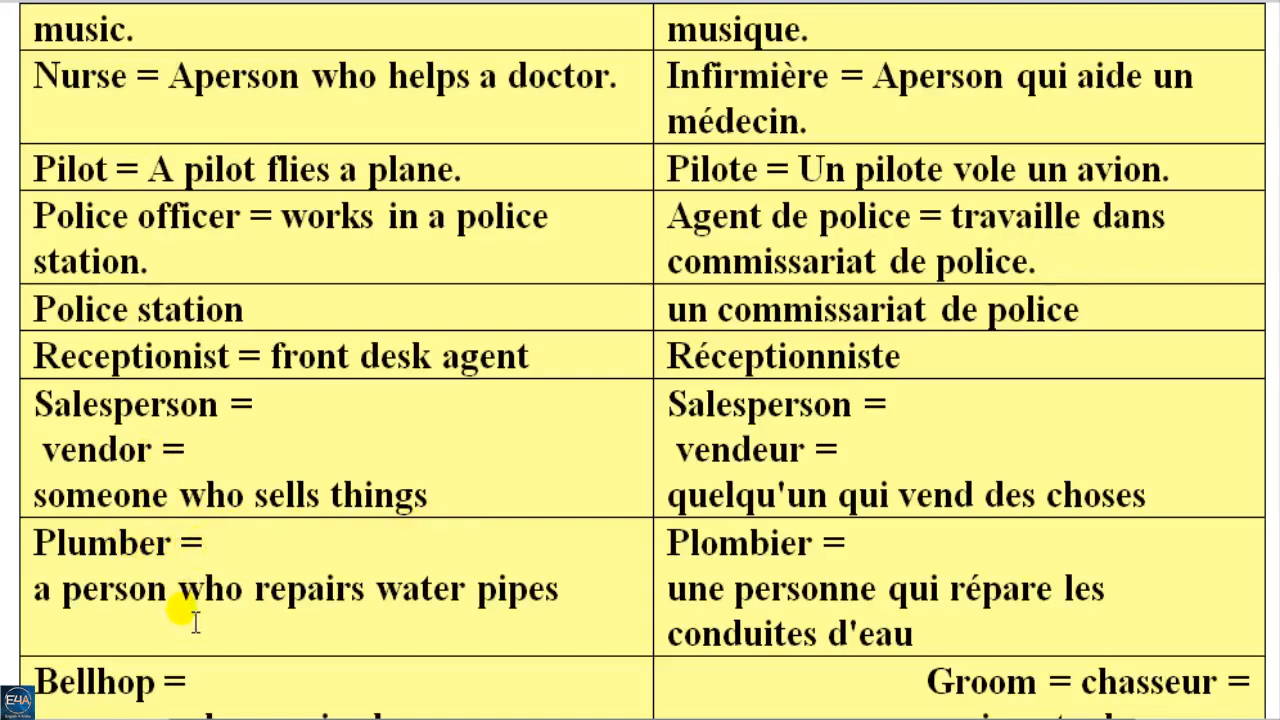 music.
musique.
Nurse = Aperson who helps a doctor.
Infirmière = Aperson qui aide un
médecin.
Pilot = A pilot flies a plane.
Pilote = Un pilote vole un avion.
Police officer = works in a police
station.
Agent de police = travaille dans
commissariat de police.
Police station
un commissariat de police
Receptionist = front desk agent
Réceptionniste
Salesperson =
vendor =
someone who sells things
Salesperson =
vendeur =
quelqu'un qui vend des choses
Plumber =
a person who repairs water pipes
Plombier =
une personne qui répare les
conduites d'eau
Bellhop =
Groom = chasseur =
E4A